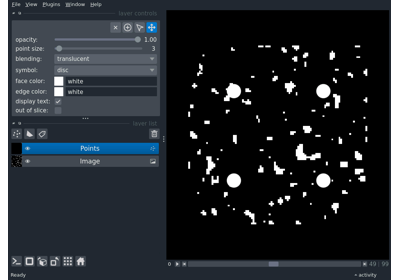 File View Plugins Window Help
layer controls
opacity: 1.00
point size: 3
blending: translucent
symbol: disc
face color: white
edge color: white
display text: ✓
out of slice:
layer list
Points
Image
49 99
Ready
activity